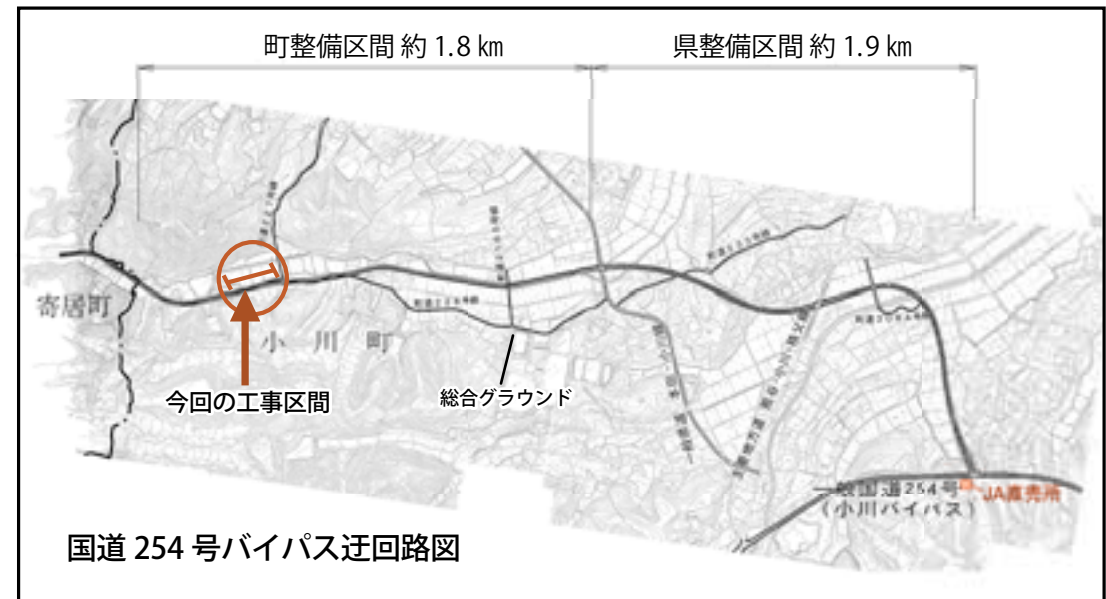 町整備区間 約 1.8 ㎞
県整備区間 約 1.9 ㎞
寄居町
小 川 町
今回の工事区間
総合グラウンド
一般国道254号
(小川バイパス)
JA直売所
国道 254 号バイパス迂回路図